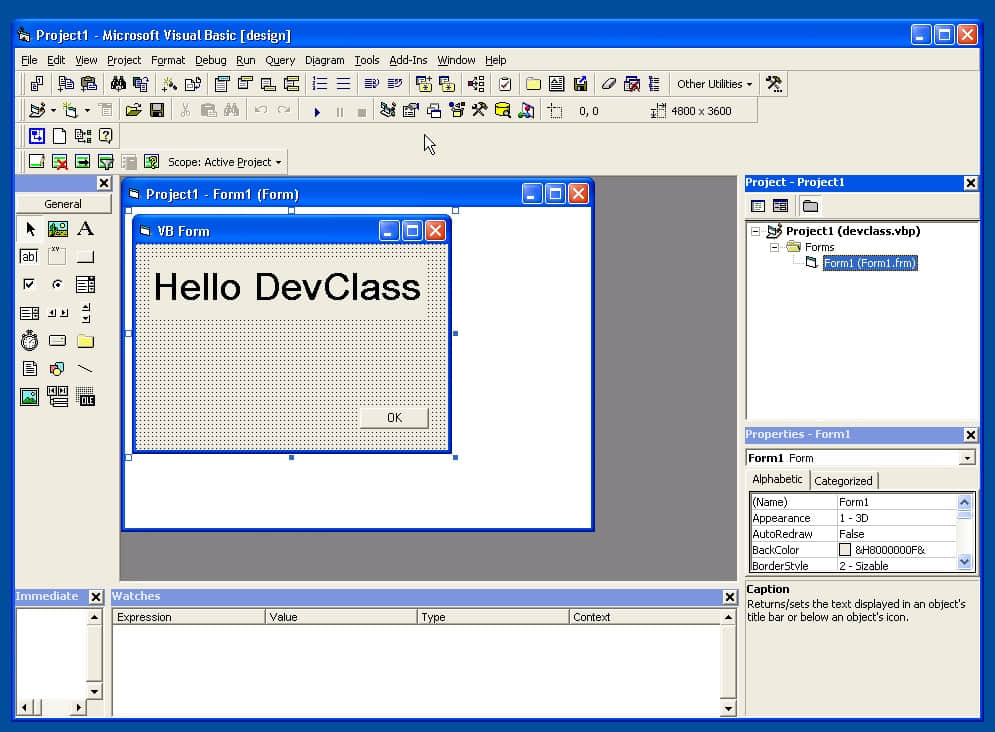 Project1 - Microsoft Visual Basic [design]
File Edit View Project Format Debug Run Query Diagram Tools Add-Ins Window Help
Other Utilities
0, 0 4800 x 3600
Scope: Active Project
General
A
ab
xy
OLE
Project1 - Form1 (Form)
VB Form
Hello DevClass
OK
Project - Project1
Project1 (devclass.vbp)
Forms
Form1 (Form1.frm)
Properties - Form1
Form1 Form
Alphabetic Categorized
(Name) Form1
Appearance 1 - 3D
AutoRedraw False
BackColor &H8000000F&
BorderStyle 2 - Sizable
Caption
Returns/sets the text displayed in an object's
title bar or below an object's icon.
Immediate
Watches
Expression Value Type Context